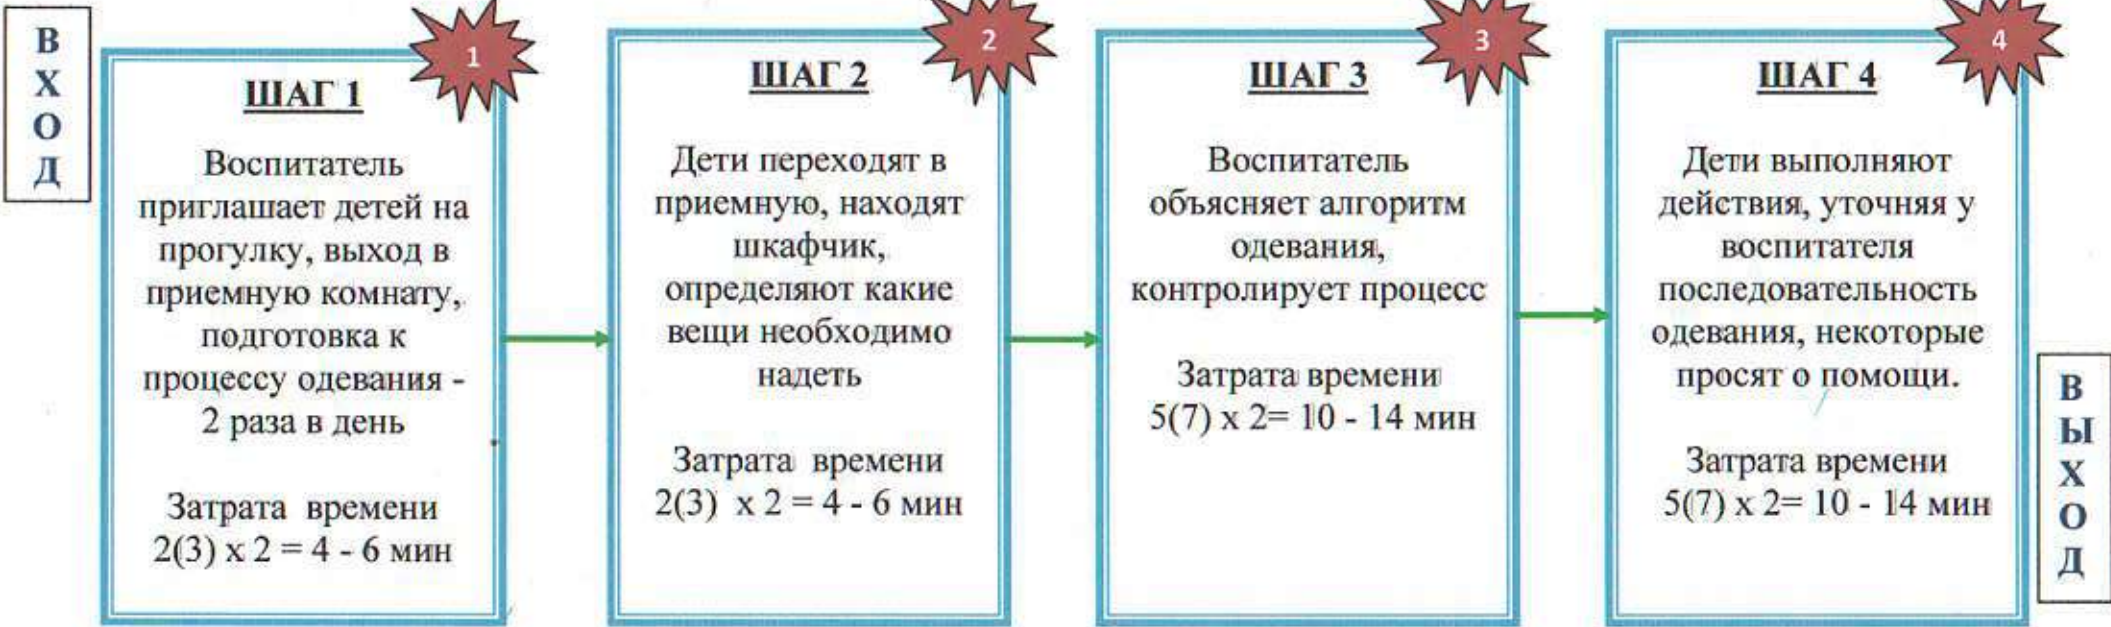 ВХОД
1
ШАГ 1
Воспитатель
приглашает детей на
прогулку, выход в
приемную комнату,
подготовка к
процессу одевания -
2 раза в день
Затрата времени
2(3) х 2 = 4 - 6 мин
2
ШАГ 2
Дети переходят в
приемную, находят
шкафчик,
определяют какие
вещи необходимо
надеть
Затрата времени
2(3) х 2 = 4 - 6 мин
3
ШАГ 3
Воспитатель
объясняет алгоритм
одевания,
контролирует процесс
Затрата времени
5(7) х 2= 10 - 14 мин
4
ШАГ 4
Дети выполняют
действия, уточняя у
воспитателя
последовательность
одевания, некоторые
просят о помощи.
Затрата времени
5(7) х 2= 10 - 14 мин
ВЫХОД